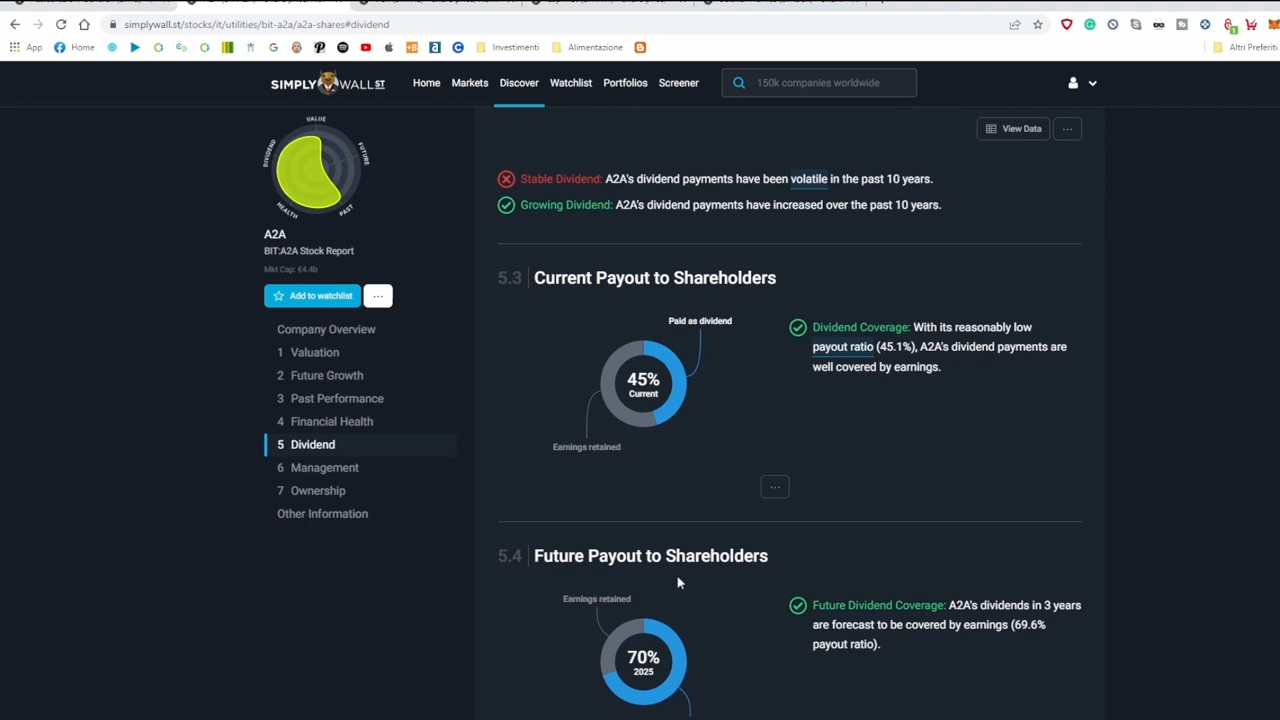 simplywall.st/stocks/it/utilities/bit-a2a/a2a-shares#dividend
App
Home
Investimenti
Alimentazione
Altri Preferiti
SIMPLY WALL ST
Home
Markets
Discover
Watchlist
Portfolios
Screener
150k companies worldwide
VALUE
FUTURE
PAST
HEALTH
DIVIDEND
A2A
BIT:A2A Stock Report
Mkt Cap: €4.4b
Add to watchlist
...
Company Overview
1 Valuation
2 Future Growth
3 Past Performance
4 Financial Health
5 Dividend
6 Management
7 Ownership
Other Information
View Data
...
Stable Dividend: A2A's dividend payments have been volatile in the past 10 years.
Growing Dividend: A2A's dividend payments have increased over the past 10 years.
5.3 Current Payout to Shareholders
Paid as dividend
45%
Current
Earnings retained
Dividend Coverage: With its reasonably low
payout ratio (45.1%), A2A's dividend payments are
well covered by earnings.
...
5.4 Future Payout to Shareholders
Earnings retained
70%
2025
Future Dividend Coverage: A2A's dividends in 3 years
are forecast to be covered by earnings (69.6%
payout ratio).